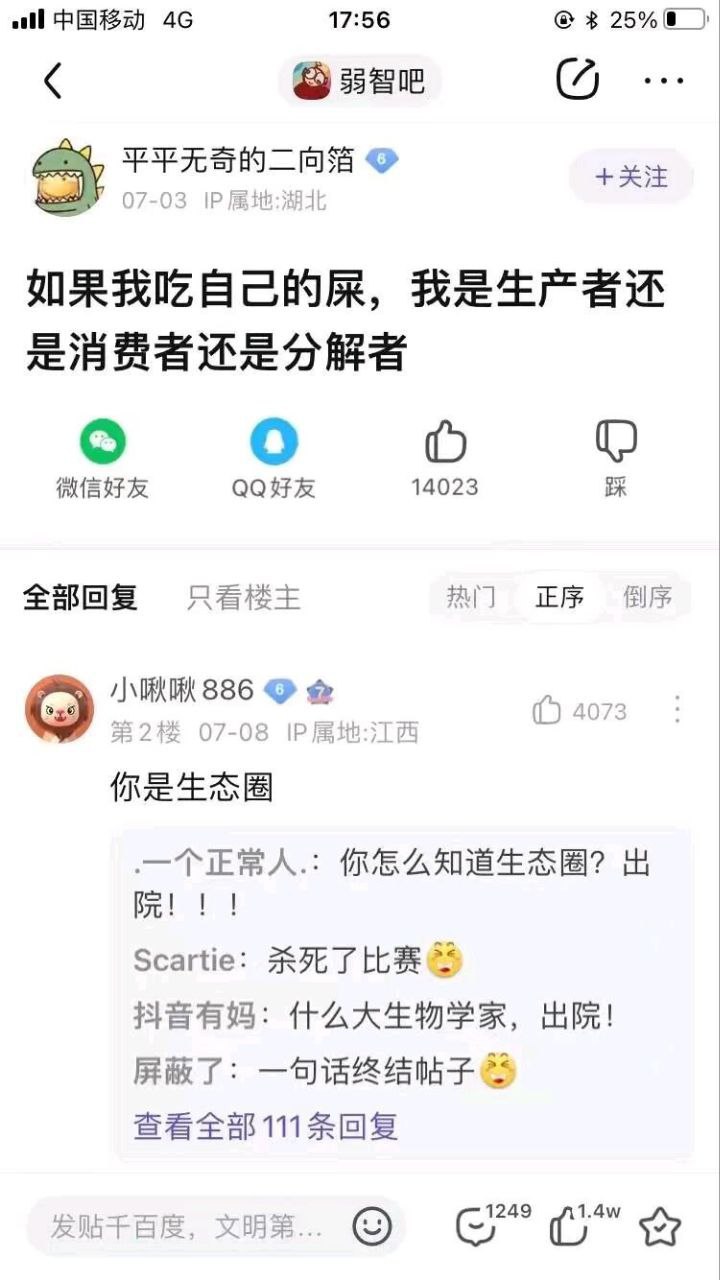 中国移动 4G 17:56 25%
弱智吧
平平无奇的二向箔 6
07-03 IP属地:湖北
+关注
如果我吃自己的屎，我是生产者还
是消费者还是分解者
微信好友 QQ好友 14023 踩
全部回复 只看楼主 热门 正序 倒序
小啾啾886 6 7
第2楼 07-08 IP属地:江西 4073
你是生态圈
.一个正常人.：你怎么知道生态圈？出
院！！！
Scartie：杀死了比赛
抖音有妈：什么大生物学家，出院！
屏蔽了：一句话终结帖子
查看全部111条回复
发贴千百度，文明第... 1249 1.4w